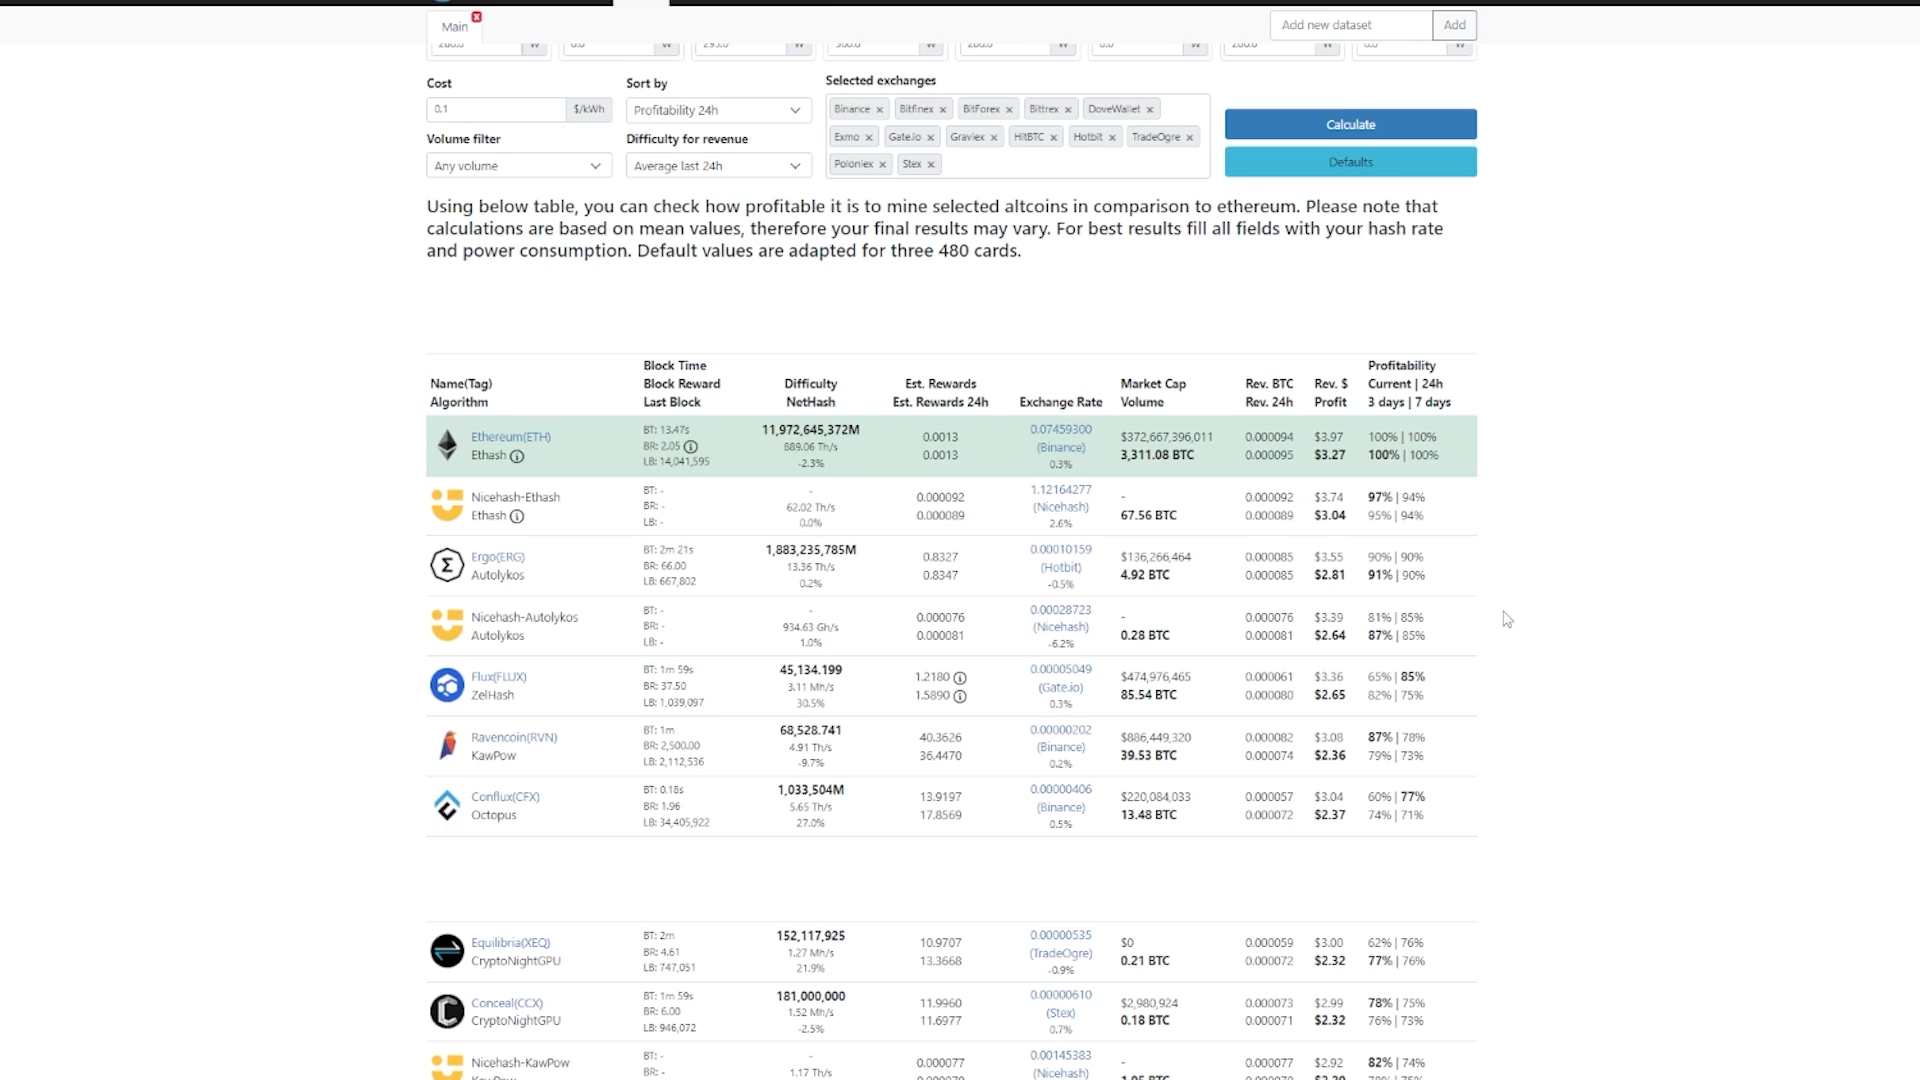 Main
Add new dataset Add
280.0 W 0.0 W 295.0 W 300.0 W 280.0 W 0.0 W 280.0 W 0.0 W
Cost Sort by Selected exchanges
0.1 $/kWh Profitability 24h
Binance × Bitfinex × BitForex × Bittrex × DoveWallet ×
Calculate
Volume filter Difficulty for revenue
Exmo × Gate.io × Graviex × HitBTC × Hotbit × TradeOgre ×
Any volume Average last 24h
Poloniex × Stex ×
Defaults
Using below table, you can check how profitable it is to mine selected altcoins in comparison to ethereum. Please note that
calculations are based on mean values, therefore your final results may vary. For best results fill all fields with your hash rate
and power consumption. Default values are adapted for three 480 cards.
Block Time Profitability
Name(Tag) Block Reward Difficulty Est. Rewards Market Cap Rev. BTC Rev. $ Current | 24h
Algorithm Last Block NetHash Est. Rewards 24h Exchange Rate Volume Rev. 24h Profit 3 days | 7 days
BT: 13.47s 11,972,645,372M 0.07459300
Ethereum(ETH) BR: 2.05 889.06 Th/s 0.0013 (Binance) $372,667,396,011 0.000094 $3.97 100% | 100%
Ethash LB: 14,041,595 -2.3% 0.0013 0.3% 3,311.08 BTC 0.000095 $3.27 100% | 100%
BT: - - 1.12164277
Nicehash-Ethash BR: - 62.02 Th/s 0.000092 (Nicehash) - 0.000092 $3.74 97% | 94%
Ethash LB: - 0.0% 0.000089 2.6% 67.56 BTC 0.000089 $3.04 95% | 94%
BT: 2m 21s 1,883,235,785M 0.00010159
Ergo(ERG) BR: 66.00 13.36 Th/s 0.8327 (Hotbit) $136,266,464 0.000085 $3.55 90% | 90%
Autolykos LB: 667,802 0.2% 0.8347 -0.5% 4.92 BTC 0.000085 $2.81 91% | 90%
BT: - - 0.00028723
Nicehash-Autolykos BR: - 934.63 Gh/s 0.000076 (Nicehash) - 0.000076 $3.39 81% | 85%
Autolykos LB: - 1.0% 0.000081 -6.2% 0.28 BTC 0.000081 $2.64 87% | 85%
BT: 1m 59s 45,134.199 0.00005049
Flux(FLUX) BR: 37.50 3.11 Mh/s 1.2180 (Gate.io) $474,976,465 0.000061 $3.36 65% | 85%
ZelHash LB: 1,039,097 30.5% 1.5890 0.3% 85.54 BTC 0.000080 $2.65 82% | 75%
BT: 1m 68,528.741 0.00000202
Ravencoin(RVN) BR: 2,500.00 4.91 Th/s 40.3626 (Binance) $886,449,320 0.000082 $3.08 87% | 78%
KawPow LB: 2,112,536 -9.7% 36.4470 0.2% 39.53 BTC 0.000074 $2.36 79% | 73%
BT: 0.18s 1,033,504M 0.00000406
Conflux(CFX) BR: 1.96 5.65 Th/s 13.9197 (Binance) $220,084,033 0.000057 $3.04 60% | 77%
Octopus LB: 34,405,922 27.0% 17.8569 0.5% 13.48 BTC 0.000072 $2.37 74% | 71%
BT: 2m 152,117,925 0.00000535
Equilibria(XEQ) BR: 4.61 1.27 Mh/s 10.9707 (TradeOgre) $0 0.000059 $3.00 62% | 76%
CryptoNightGPU LB: 747,051 21.9% 13.3668 -0.9% 0.21 BTC 0.000072 $2.32 77% | 76%
BT: 1m 59s 181,000,000 0.00000610
Conceal(CCX) BR: 6.00 1.52 Mh/s 11.9960 (Stex) $2,980,924 0.000073 $2.99 78% | 75%
CryptoNightGPU LB: 946,072 -2.5% 11.6977 0.7% 0.18 BTC 0.000071 $2.32 76% | 73%
BT: - - 0.00145383
Nicehash-KawPow BR: - 1.17 Th/s 0.000077 (Nicehash) - 0.000077 $2.92 82% | 74%
KawPow